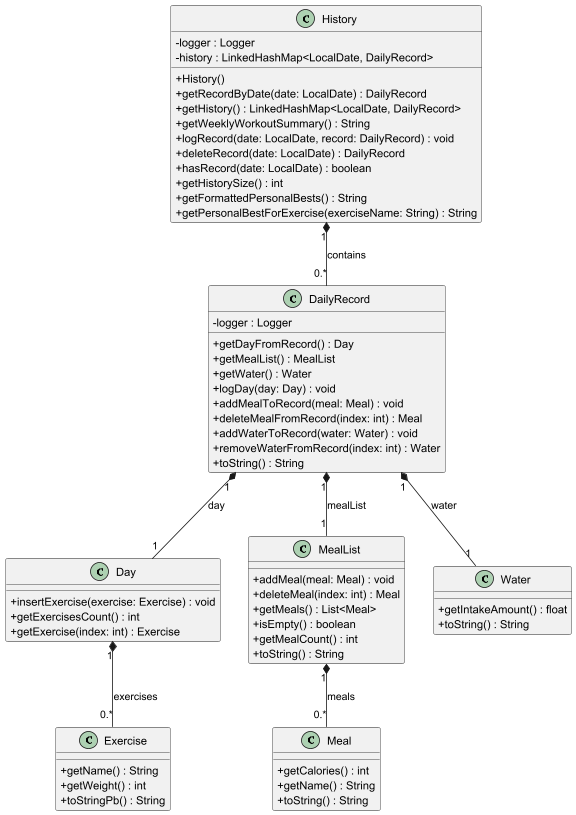 C History
-logger : Logger
-history : LinkedHashMap<LocalDate, DailyRecord>
+History()
+getRecordByDate(date: LocalDate) : DailyRecord
+getHistory() : LinkedHashMap<LocalDate, DailyRecord>
+getWeeklyWorkoutSummary() : String
+logRecord(date: LocalDate, record: DailyRecord) : void
+deleteRecord(date: LocalDate) : DailyRecord
+hasRecord(date: LocalDate) : boolean
+getHistorySize() : int
+getFormattedPersonalBests() : String
+getPersonalBestForExercise(exerciseName: String) : String
1
contains
0..*
C DailyRecord
-logger : Logger
+getDayFromRecord() : Day
+getMealList() : MealList
+getWater() : Water
+logDay(day: Day) : void
+addMealToRecord(meal: Meal) : void
+deleteMealFromRecord(index: int) : Meal
+addWaterToRecord(water: Water) : void
+removeWaterFromRecord(index: int) : Water
+toString() : String
1
day
1
1
mealList
1
1
water
1
C Day
+insertExercise(exercise: Exercise) : void
+getExercisesCount() : int
+getExercise(index: int) : Exercise
C MealList
+addMeal(meal: Meal) : void
+deleteMeal(index: int) : Meal
+getMeals() : List<Meal>
+isEmpty() : boolean
+getMealCount() : int
+toString() : String
C Water
+getIntakeAmount() : float
+toString() : String
1
exercises
0..*
1
meals
0..*
C Exercise
+getName() : String
+getWeight() : int
+toStringPb() : String
C Meal
+getCalories() : int
+getName() : String
+toString() : String